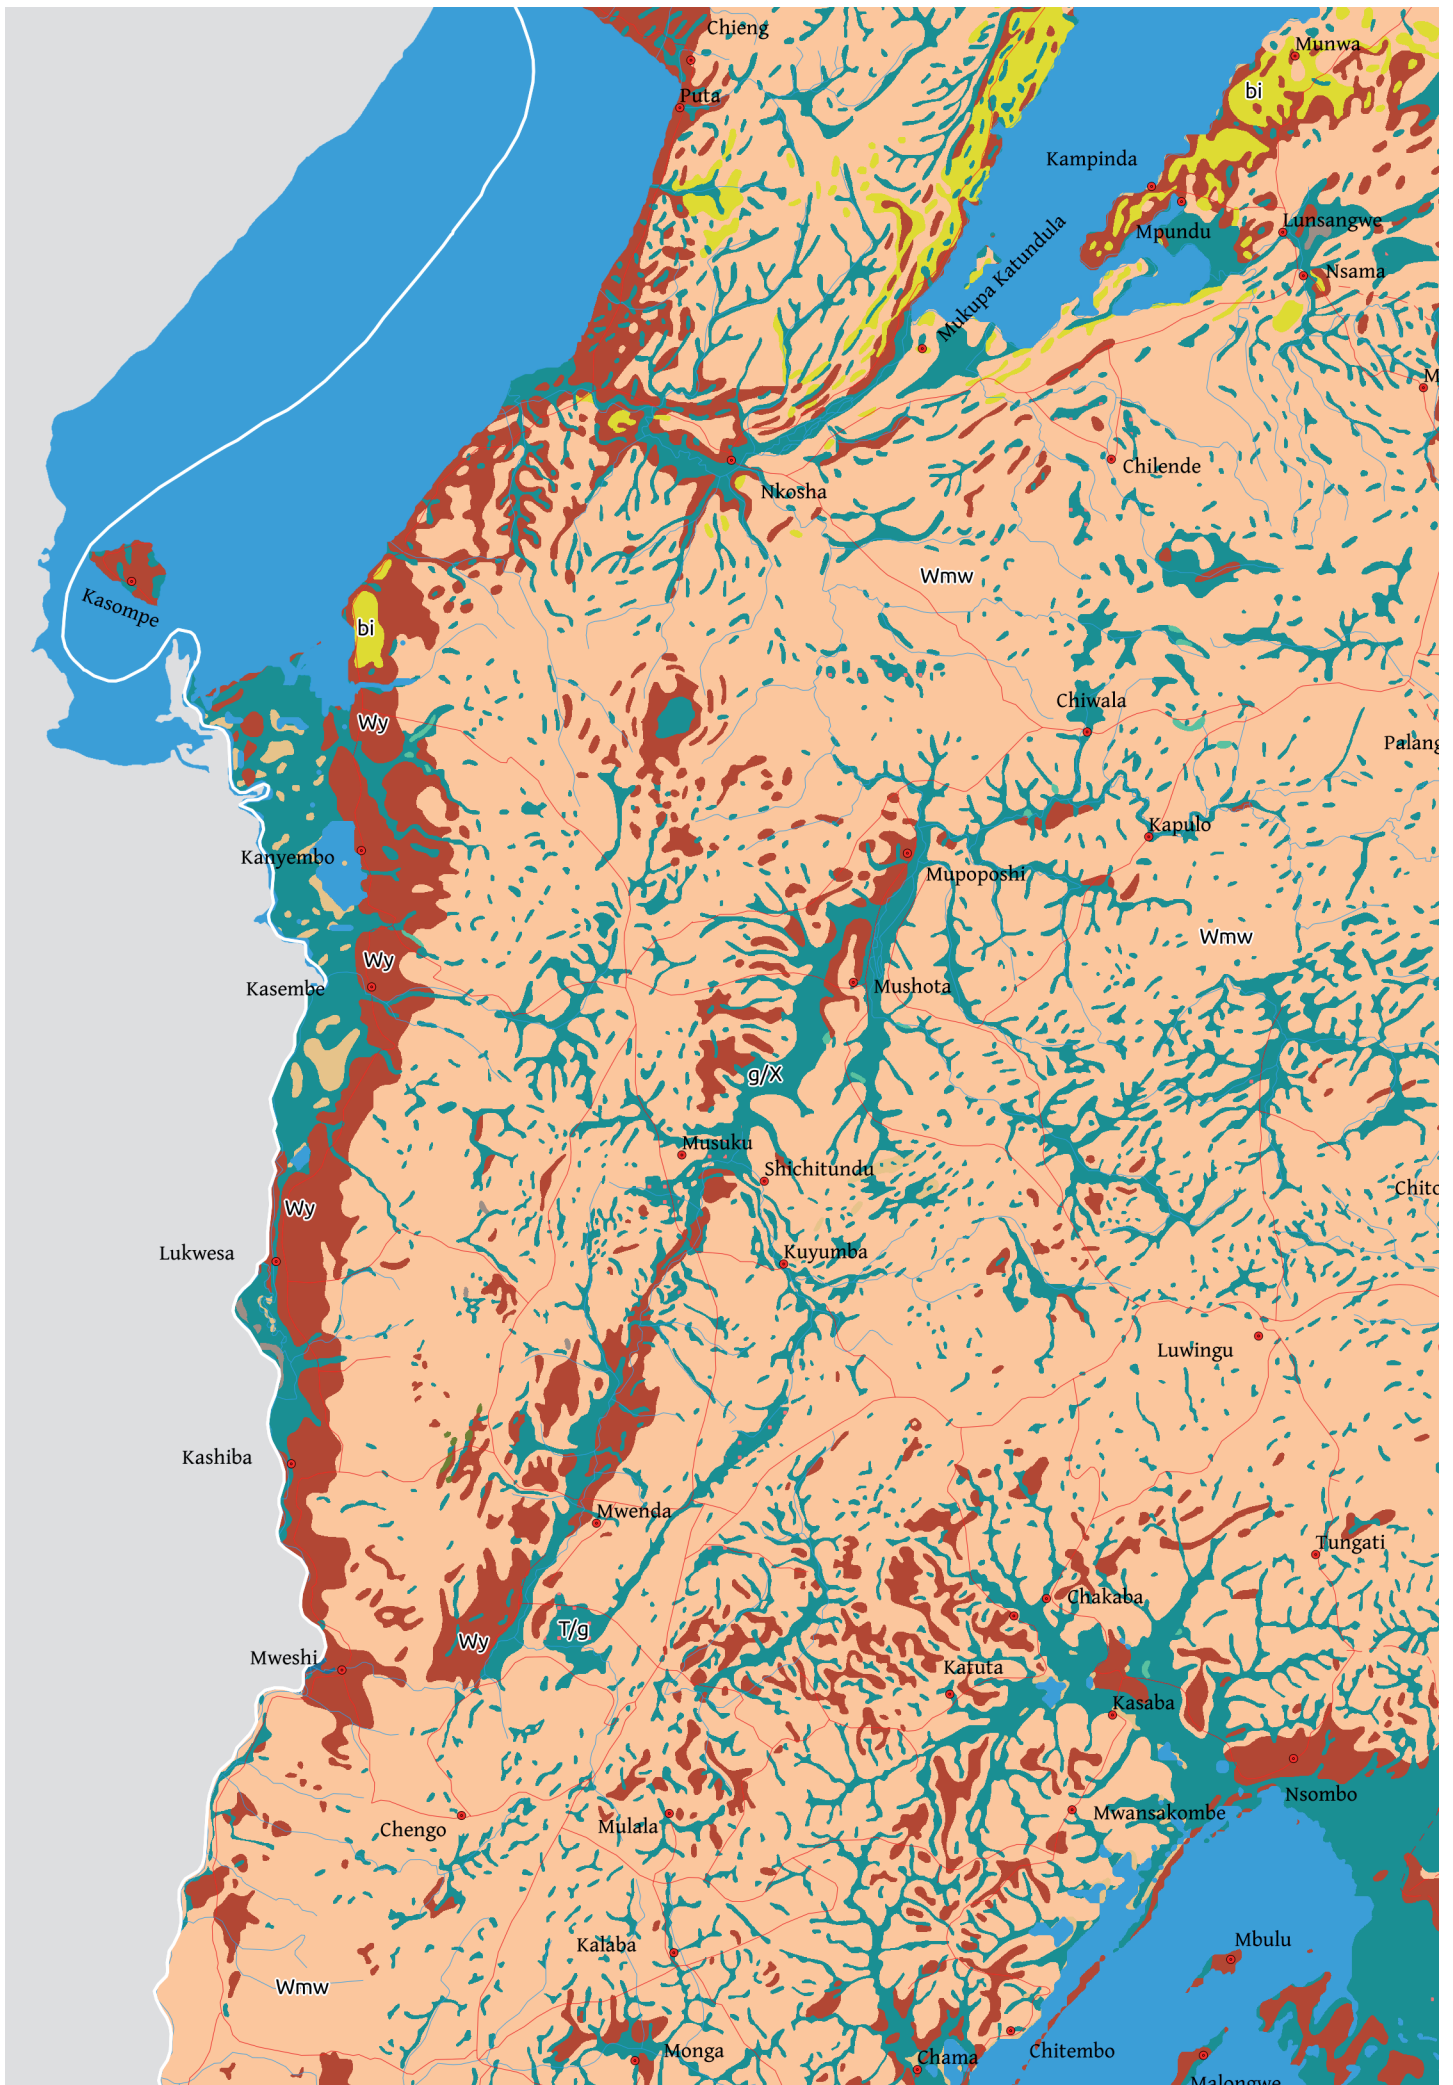 Chieng
Munwa
bi
Puta
Kampinda
Mpundu
Lunsangwe
Nsama
Mukupa Katundula
M
Chilende
Nkosha
Wmw
Kasompe
bi
Chiwala
Wy
Palang
Kapulo
Kanyembo
Mupoposhi
Wmw
Wy
Kasembe
Mushota
g/X
Musuku
Shichitundu
Chito
Wy
Lukwesa
Kuyumba
Luwingu
Kashiba
Mwenda
Tungati
Chakaba
T/g
Wy
Mweshi
Katuta
Kasaba
Nsombo
Mwansakombe
Chengo
Mulala
Kalaba
Mbulu
Wmw
Monga
Chama
Chitembo
Malongwe